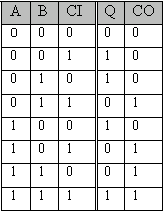 A B CI Q CO
0 0 0 0 0
0 0 1 1 0
0 1 0 1 0
0 1 1 0 1
1 0 0 1 0
1 0 1 0 1
1 1 0 0 1
1 1 1 1 1